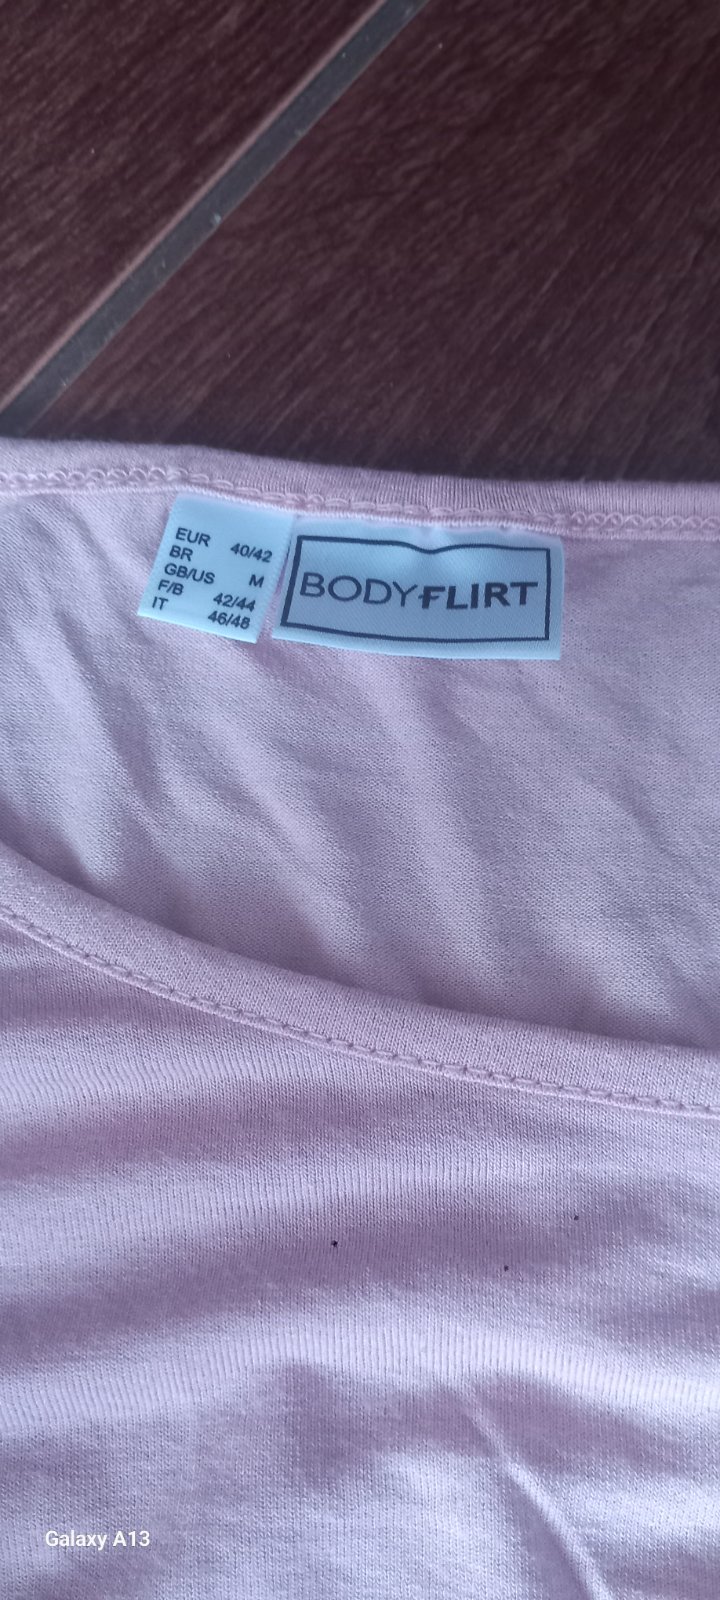 EUR 40/42
BR
GB/US M
F/B 42/44
IT 46/48
BODYFLIRT
Galaxy A13